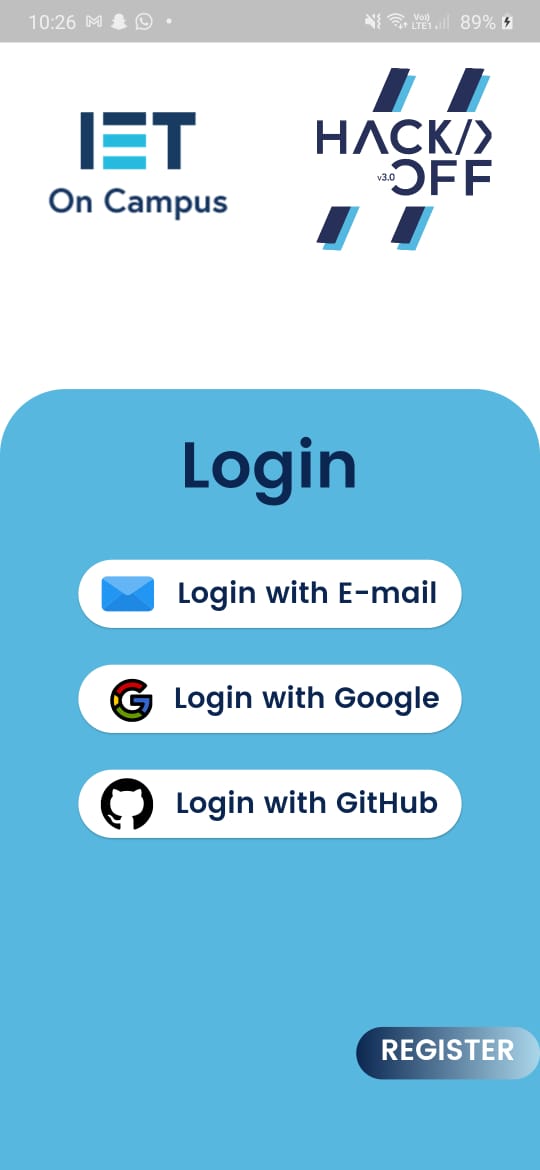 10:26
Vo)) LTE1 89%
IET
On Campus
HACK/>
v3.0 OFF
Login
Login with E-mail
Login with Google
Login with GitHub
REGISTER